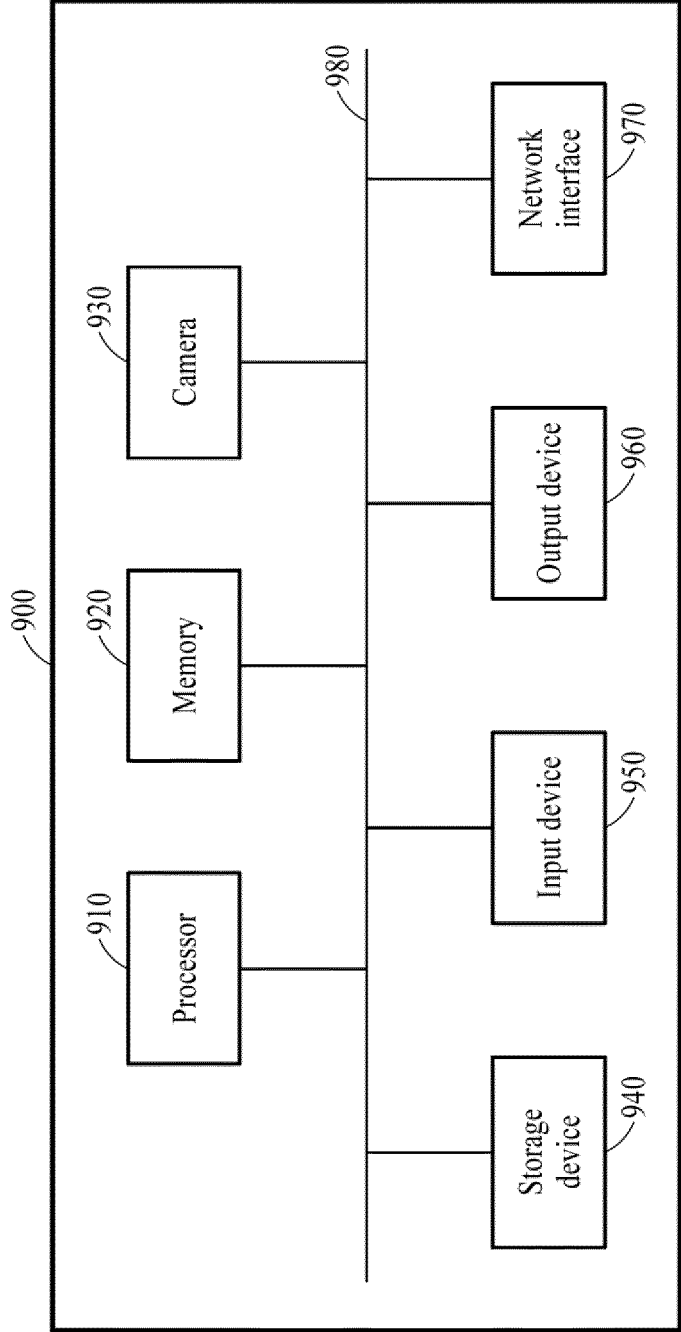 900
910
920
930
Processor
Memory
Camera
980
Storage
device
Input device
Output device
Network
interface
940
950
960
970